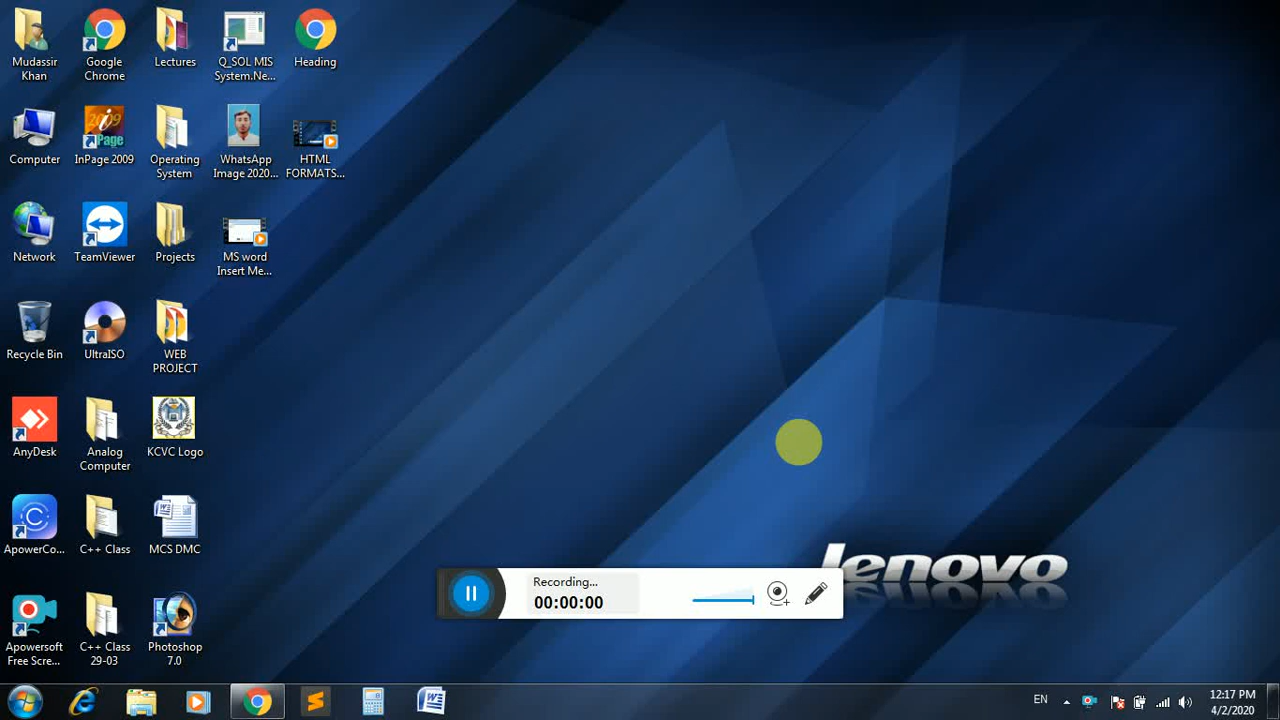 Mudassir
Khan
Google
Chrome
Lectures
Q_SOL MIS
System.Ne...
Heading
Computer
InPage 2009
Operating
System
WhatsApp
Image 2020...
HTML
FORMATS...
Network
TeamViewer
Projects
MS word
Insert Me...
Recycle Bin
UltraISO
WEB
PROJECT
AnyDesk
Analog
Computer
KCVC Logo
ApowerCo...
C++ Class
MCS DMC
Apowersoft
Free Scre...
C++ Class
29-03
Photoshop
7.0
2009
Page
lenovo
Recording...
00:00:00
EN
12:17 PM
4/2/2020